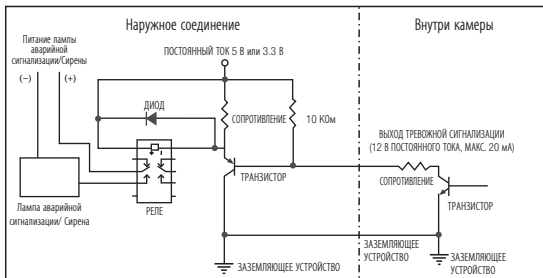 Наружное соединение
Внутри камеры
Питание лампы
аварийной
сигнализации/Сирены
(−) (+)
ПОСТОЯННЫЙ ТОК 5 В или 3.3 В
ДИОД
СОПРОТИВЛЕНИЕ
10 КОм
ВЫХОД ТРЕВОЖНОЙ СИГНАЛИЗАЦИИ
(12 В ПОСТОЯННОГО ТОКА, МАКС. 20 мА)
ТРАНЗИСТОР
СОПРОТИВЛЕНИЕ
ТРАНЗИСТОР
РЕЛЕ
Лампа аварийной
сигнализации/ Сирена
ЗАЗЕМЛЯЮЩЕЕ УСТРОЙСТВО
ЗАЗЕМЛЯЮЩЕЕ
УСТРОЙСТВО
ЗАЗЕМЛЯЮЩЕЕ
УСТРОЙСТВО